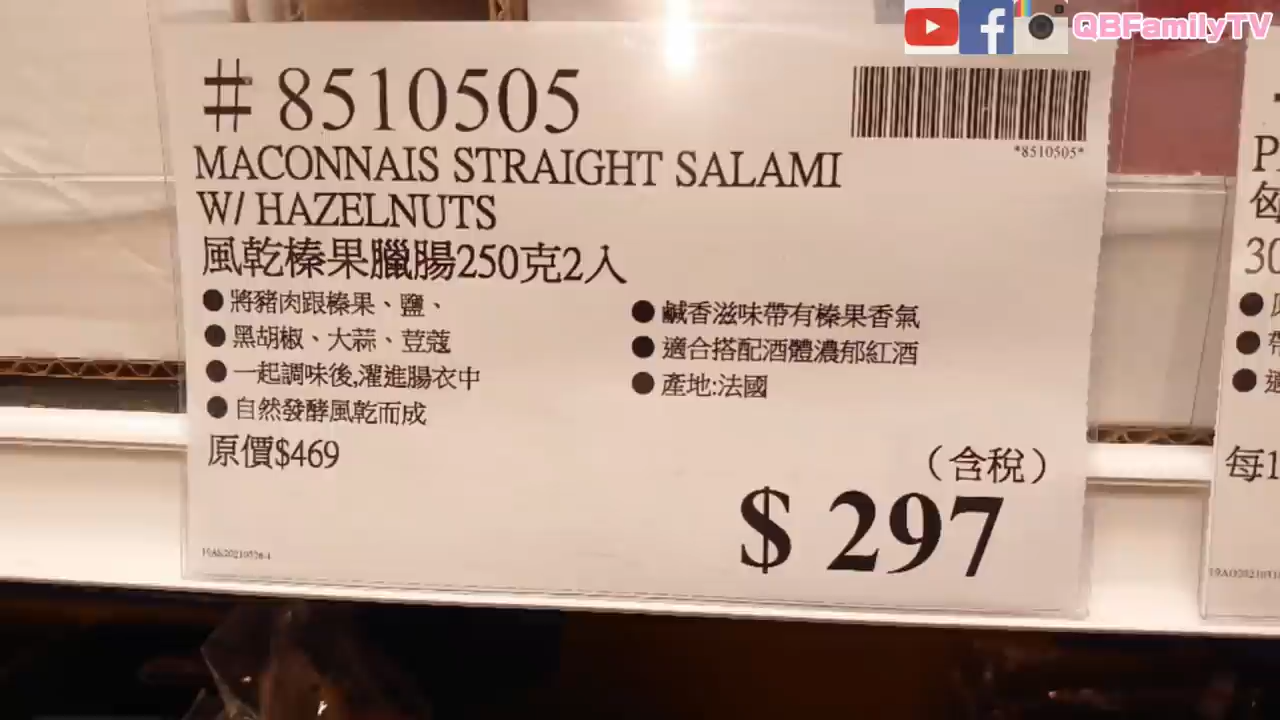 QBFamilyTV
#8510505
*8510505*
MACONNAIS STRAIGHT SALAMI
W/ HAZELNUTS
風乾榛果臘腸250克2入
●將豬肉跟榛果、鹽、
●黑胡椒、大蒜、荳蔻
●一起調味後,灌進腸衣中
●自然發酵風乾而成
●鹹香滋味帶有榛果香氣
●適合搭配酒體濃郁紅酒
●產地:法國
原價$469
（含稅）
$ 297
每1